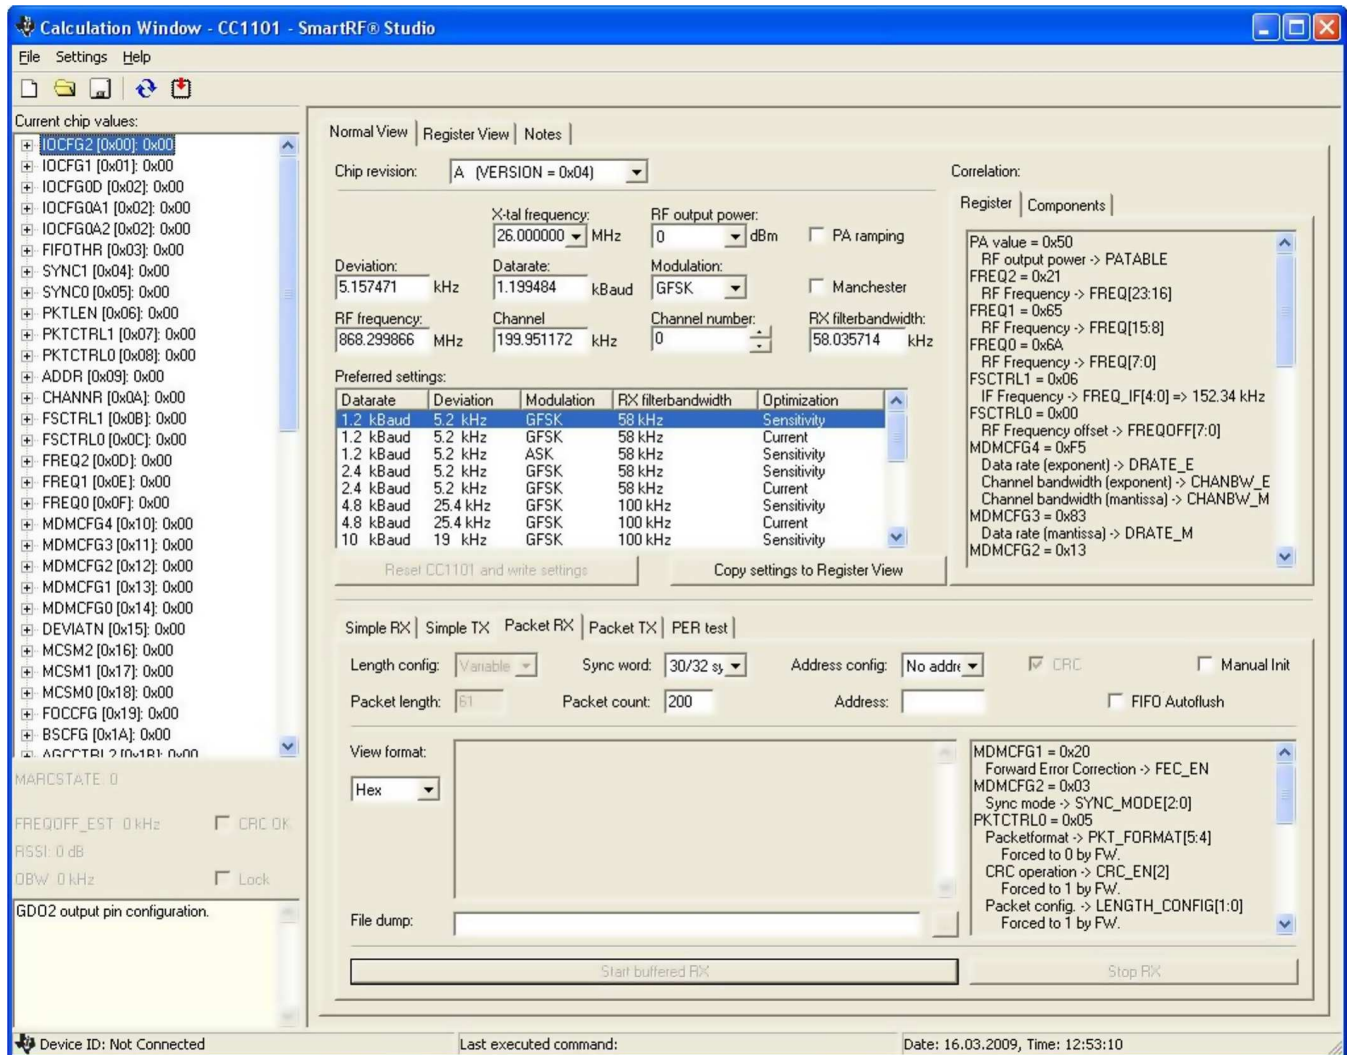 Calculation Window - CC1101 - SmartRF® Studio
File Settings Help
Current chip values:
IOCFG2 [0x00]: 0x00
IOCFG1 [0x01]: 0x00
IOCFG0D [0x02]: 0x00
IOCFG0A1 [0x02]: 0x00
IOCFG0A2 [0x02]: 0x00
FIFOTHR [0x03]: 0x00
SYNC1 [0x04]: 0x00
SYNC0 [0x05]: 0x00
PKTLEN [0x06]: 0x00
PKTCTRL1 [0x07]: 0x00
PKTCTRL0 [0x08]: 0x00
ADDR [0x09]: 0x00
CHANNR [0x0A]: 0x00
FSCTRL1 [0x0B]: 0x00
FSCTRL0 [0x0C]: 0x00
FREQ2 [0x0D]: 0x00
FREQ1 [0x0E]: 0x00
FREQ0 [0x0F]: 0x00
MDMCFG4 [0x10]: 0x00
MDMCFG3 [0x11]: 0x00
MDMCFG2 [0x12]: 0x00
MDMCFG1 [0x13]: 0x00
MDMCFG0 [0x14]: 0x00
DEVIATN [0x15]: 0x00
MCSM2 [0x16]: 0x00
MCSM1 [0x17]: 0x00
MCSM0 [0x18]: 0x00
FOCCFG [0x19]: 0x00
BSCFG [0x1A]: 0x00
AGCCTRL2 [0x1B]: 0x00
MARCSTATE: 0
FREQOFF_EST: 0 kHz CRC OK
RSSI: 0 dB
OBW: 0 kHz Lock
GDO2 output pin configuration.
Normal View Register View Notes
Chip revision: A (VERSION = 0x04)
X-tal frequency: RF output power:
26.000000 MHz 0 dBm PA ramping
Deviation: Datarate: Modulation:
5.157471 kHz 1.199484 kBaud GFSK Manchester
RF frequency: Channel Channel number: RX filterbandwidth:
868.299866 MHz 199.951172 kHz 0 58.035714 kHz
Preferred settings:
Datarate Deviation Modulation RX filterbandwidth Optimization
1.2 kBaud 5.2 kHz GFSK 58 kHz Sensitivity
1.2 kBaud 5.2 kHz GFSK 58 kHz Current
1.2 kBaud 5.2 kHz ASK 58 kHz Sensitivity
2.4 kBaud 5.2 kHz GFSK 58 kHz Sensitivity
2.4 kBaud 5.2 kHz GFSK 58 kHz Current
4.8 kBaud 25.4 kHz GFSK 100 kHz Sensitivity
4.8 kBaud 25.4 kHz GFSK 100 kHz Current
10 kBaud 19 kHz GFSK 100 kHz Sensitivity
Reset CC1101 and write settings Copy settings to Register View
Correlation:
Register Components
PA value = 0x50
RF output power -> PATABLE
FREQ2 = 0x21
RF Frequency -> FREQ[23:16]
FREQ1 = 0x65
RF Frequency -> FREQ[15:8]
FREQ0 = 0x6A
RF Frequency -> FREQ[7:0]
FSCTRL1 = 0x06
IF Frequency -> FREQ_IF[4:0] => 152.34 kHz
FSCTRL0 = 0x00
RF Frequency offset -> FREQOFF[7:0]
MDMCFG4 = 0xF5
Data rate (exponent) -> DRATE_E
Channel bandwidth (exponent) -> CHANBW_E
Channel bandwidth (mantissa) -> CHANBW_M
MDMCFG3 = 0x83
Data rate (mantissa) -> DRATE_M
MDMCFG2 = 0x13
Simple RX Simple TX Packet RX Packet TX PER test
Length config: Variable Sync word: 30/32 sy Address config: No addre CRC Manual Init
Packet length: 61 Packet count: 200 Address: FIFO Autoflush
View format:
Hex
File dump:
MDMCFG1 = 0x20
Forward Error Correction -> FEC_EN
MDMCFG2 = 0x03
Sync mode -> SYNC_MODE[2:0]
PKTCTRL0 = 0x05
Packetformat -> PKT_FORMAT[5:4]
Forced to 0 by FW.
CRC operation -> CRC_EN[2]
Forced to 1 by FW.
Packet config. -> LENGTH_CONFIG[1:0]
Forced to 1 by FW.
Start buffered RX Stop RX
Device ID: Not Connected Last executed command: Date: 16.03.2009, Time: 12:53:10